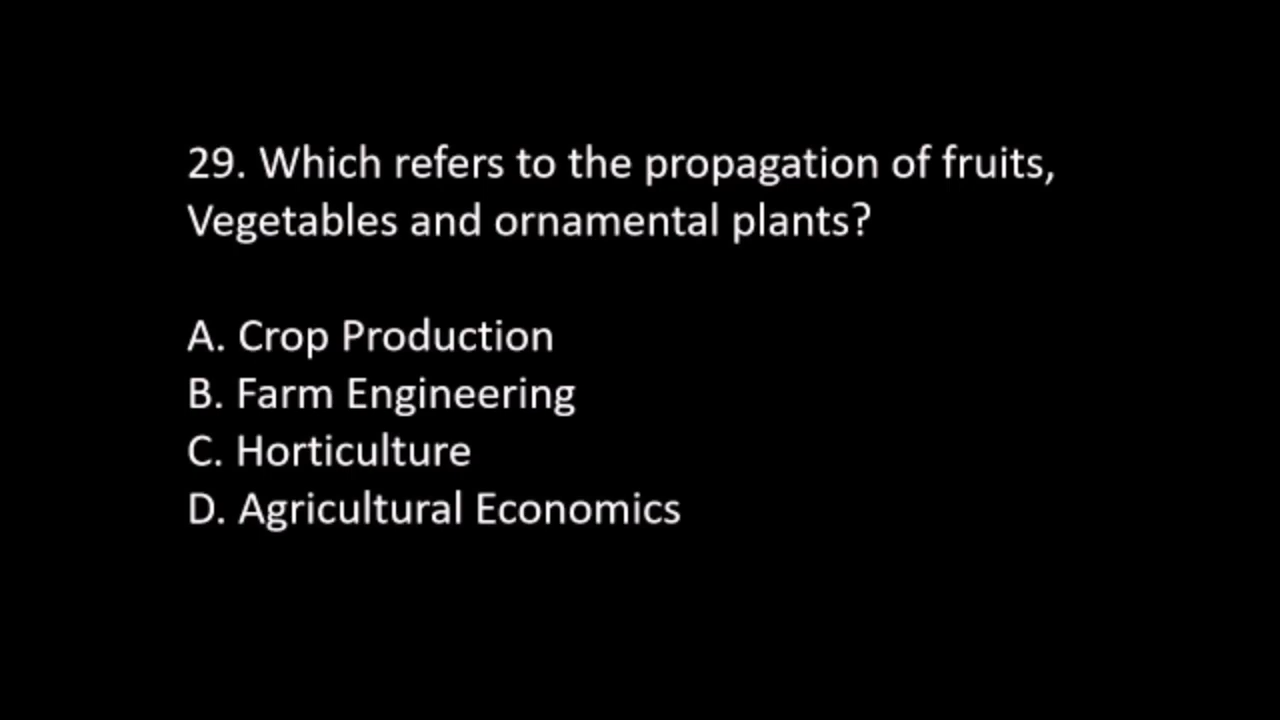 29. Which refers to the propagation of fruits,
Vegetables and ornamental plants?
A. Crop Production
B. Farm Engineering
C. Horticulture
D. Agricultural Economics